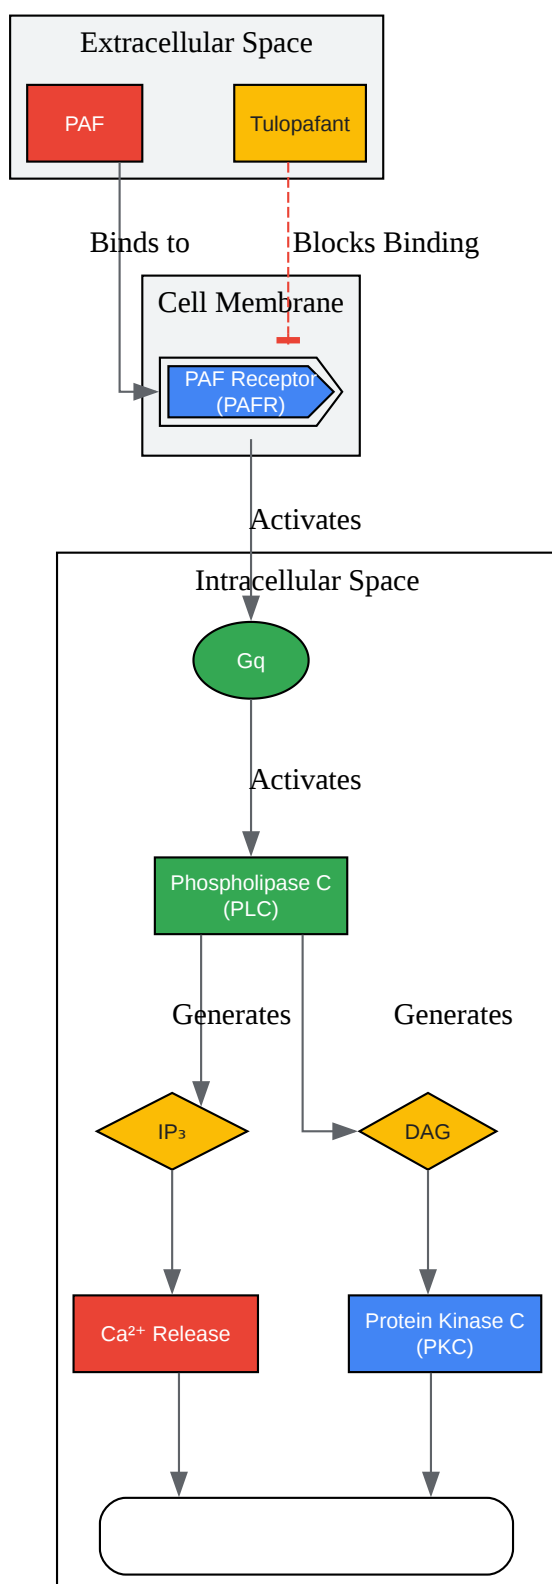 Extracellular Space
PAF
Tulopafant
Binds to
Blocks Binding
Cell Membrane
PAF Receptor
(PAFR)
Activates
Intracellular Space
Gq
Activates
Phospholipase C
(PLC)
Generates
Generates
IP₃
DAG
Ca²⁺ Release
Protein Kinase C
(PKC)